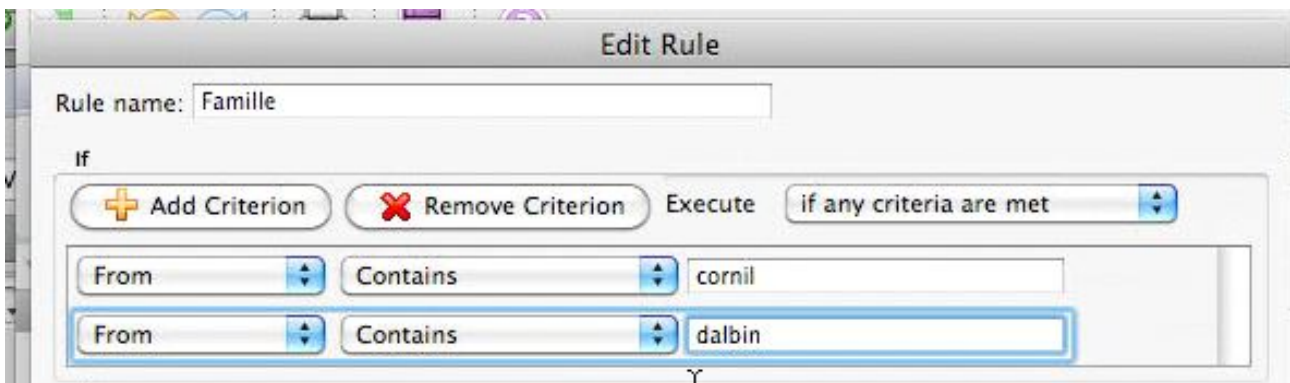 Edit Rule
Rule name: Famille
If
Add Criterion Remove Criterion Execute if any criteria are met
From Contains cornil
From Contains dalbin